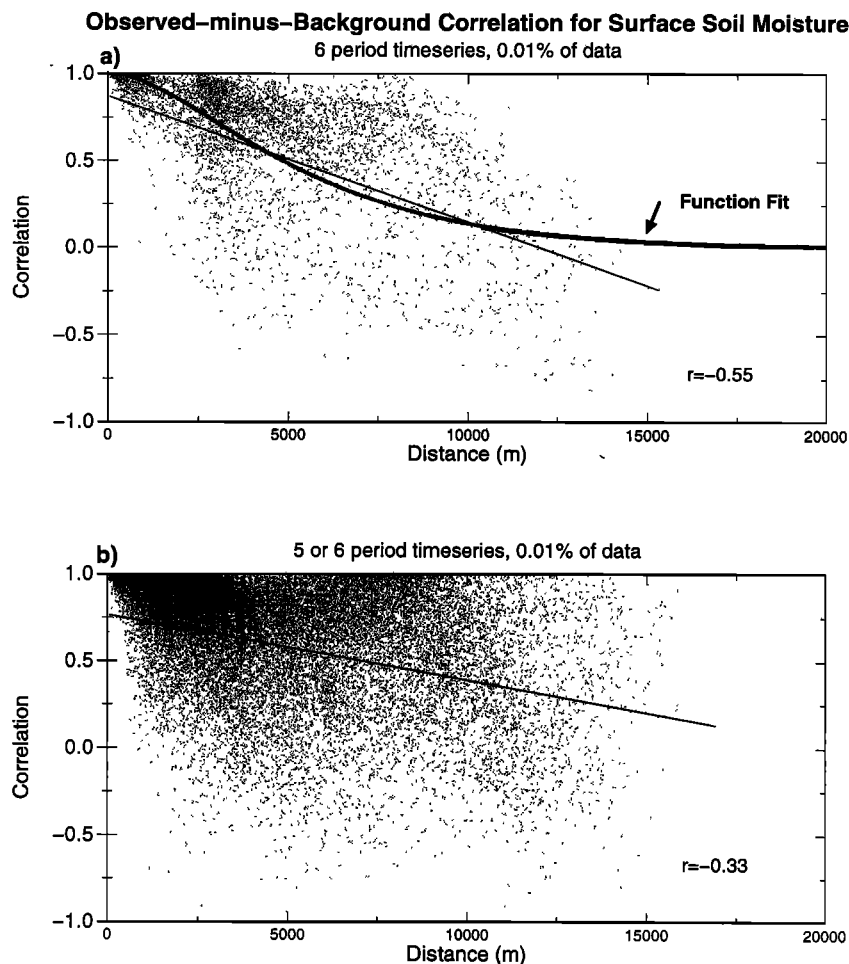 Observed–minus–Background Correlation for Surface Soil Moisture
a)
6 period timeseries, 0.01% of data
1.0
0.5
0.0
−0.5
−1.0
Correlation
Function Fit
r=−0.55
0 5000 10000 15000 20000
Distance (m)
b)
5 or 6 period timeseries, 0.01% of data
1.0
0.5
0.0
−0.5
−1.0
Correlation
r=−0.33
0 5000 10000 15000 20000
Distance (m)